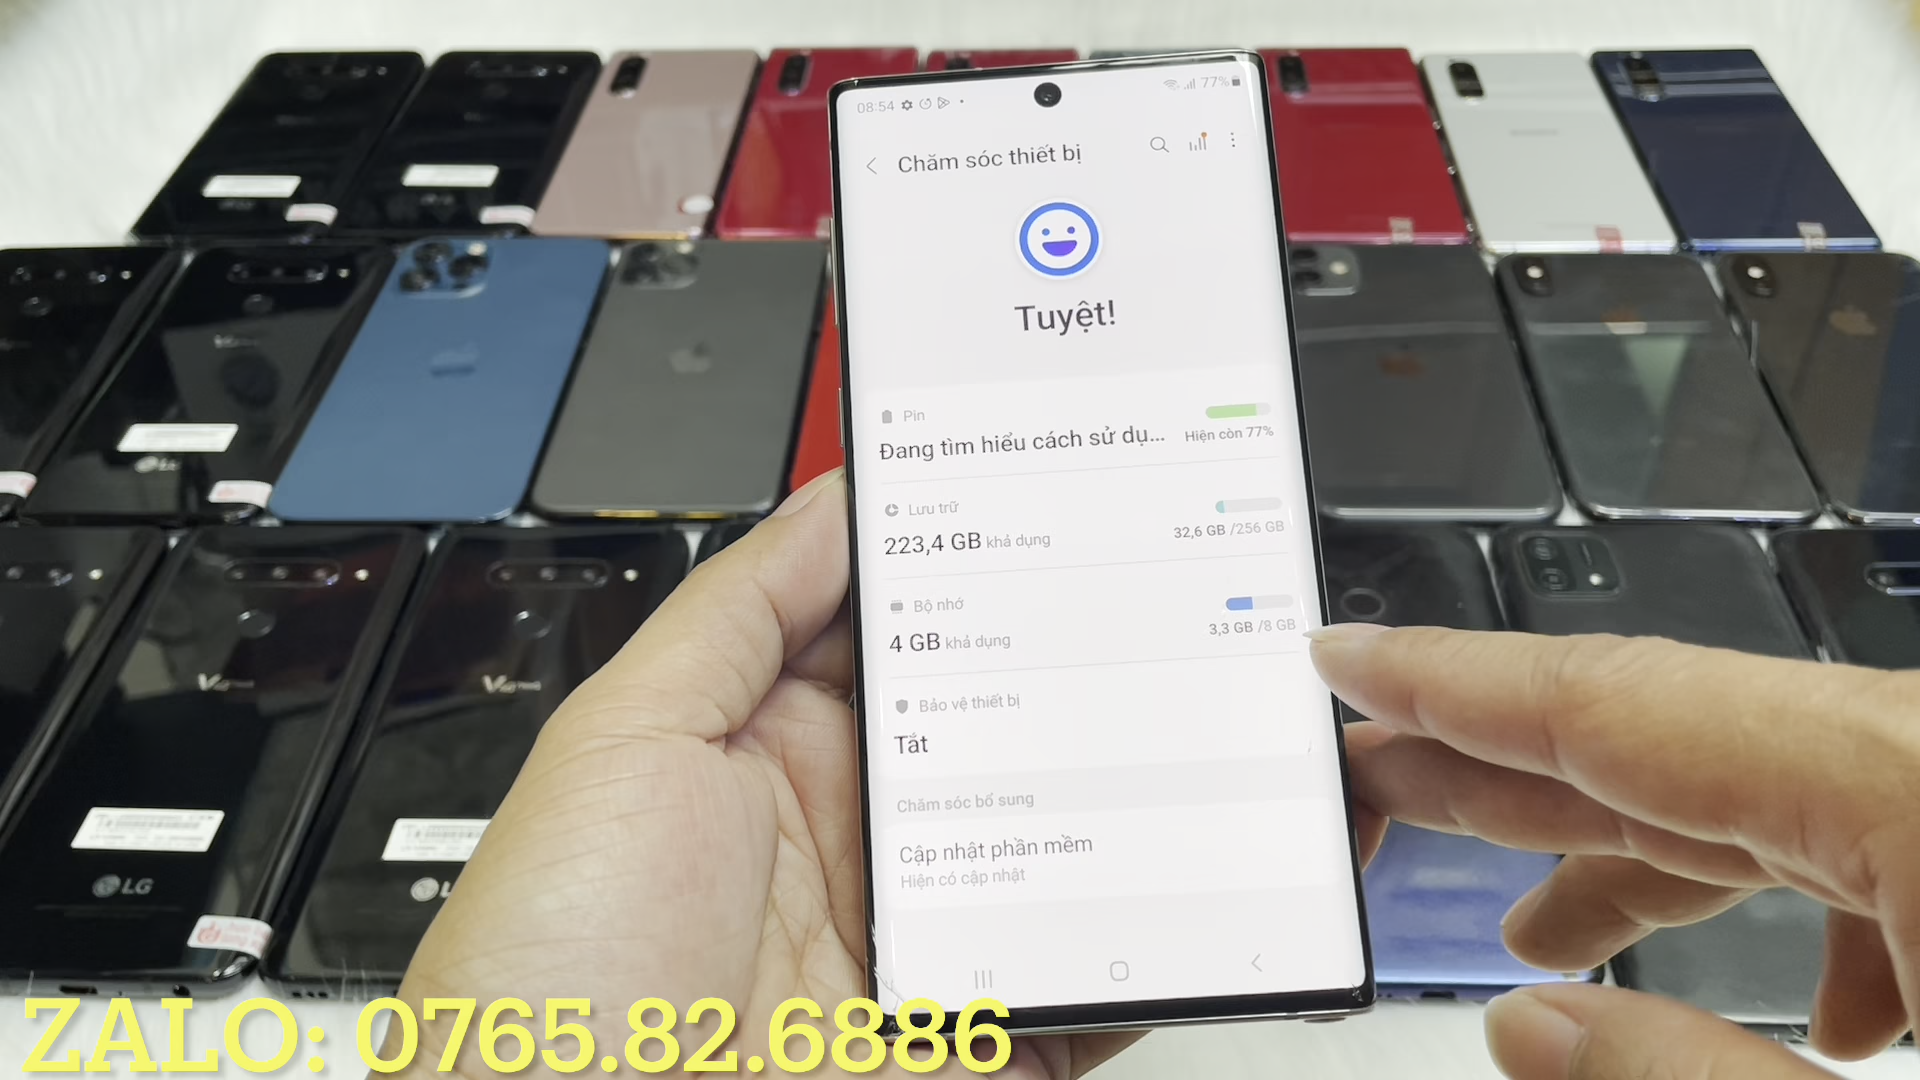 08:54
77%
Chăm sóc thiết bị
Tuyệt!
Pin
Đang tìm hiểu cách sử dụ...
Hiện còn 77%
Lưu trữ
223,4 GB khả dụng
32,6 GB /256 GB
Bộ nhớ
4 GB khả dụng
3,3 GB /8 GB
Bảo vệ thiết bị
Tắt
Chăm sóc bổ sung
Cập nhật phần mềm
Hiện có cập nhật
V40
V40
LG
ZALO: 0765.82.6886